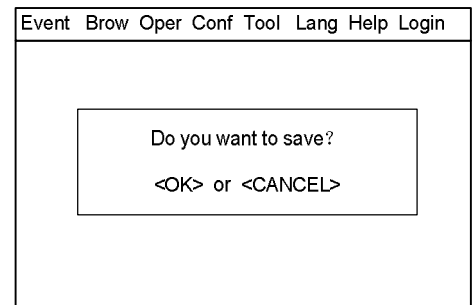 Event Brow Oper Conf Tool Lang Help Login
Do you want to save?
<OK> or <CANCEL>